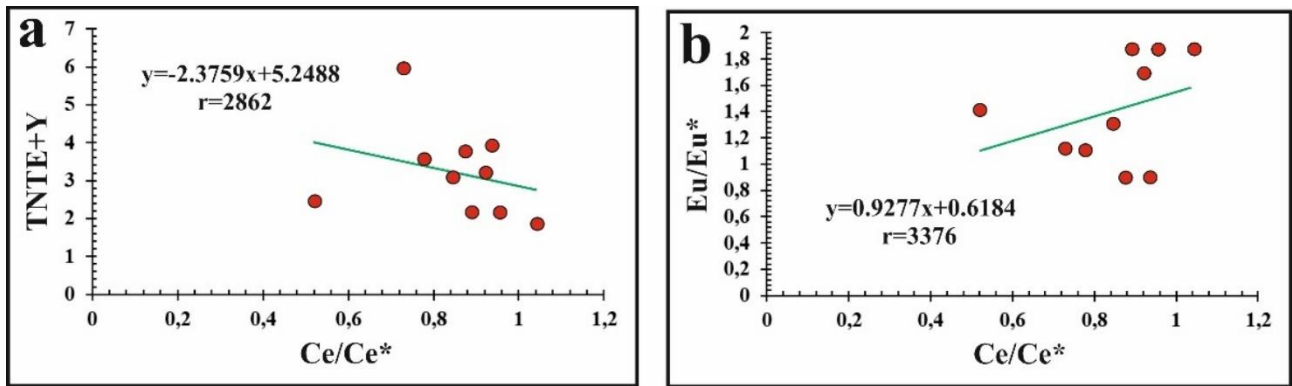 a
7
6
5
4
3
2
1
0
TNTE+Y
y=-2.3759x+5.2488
r=2862
0 0,2 0,4 0,6 0,8 1 1,2
Ce/Ce*
b
2
1,8
1,6
1,4
1,2
1
0,8
0,6
0,4
0,2
0
Eu/Eu*
y=0.9277x+0.6184
r=3376
0 0,2 0,4 0,6 0,8 1 1,2
Ce/Ce*